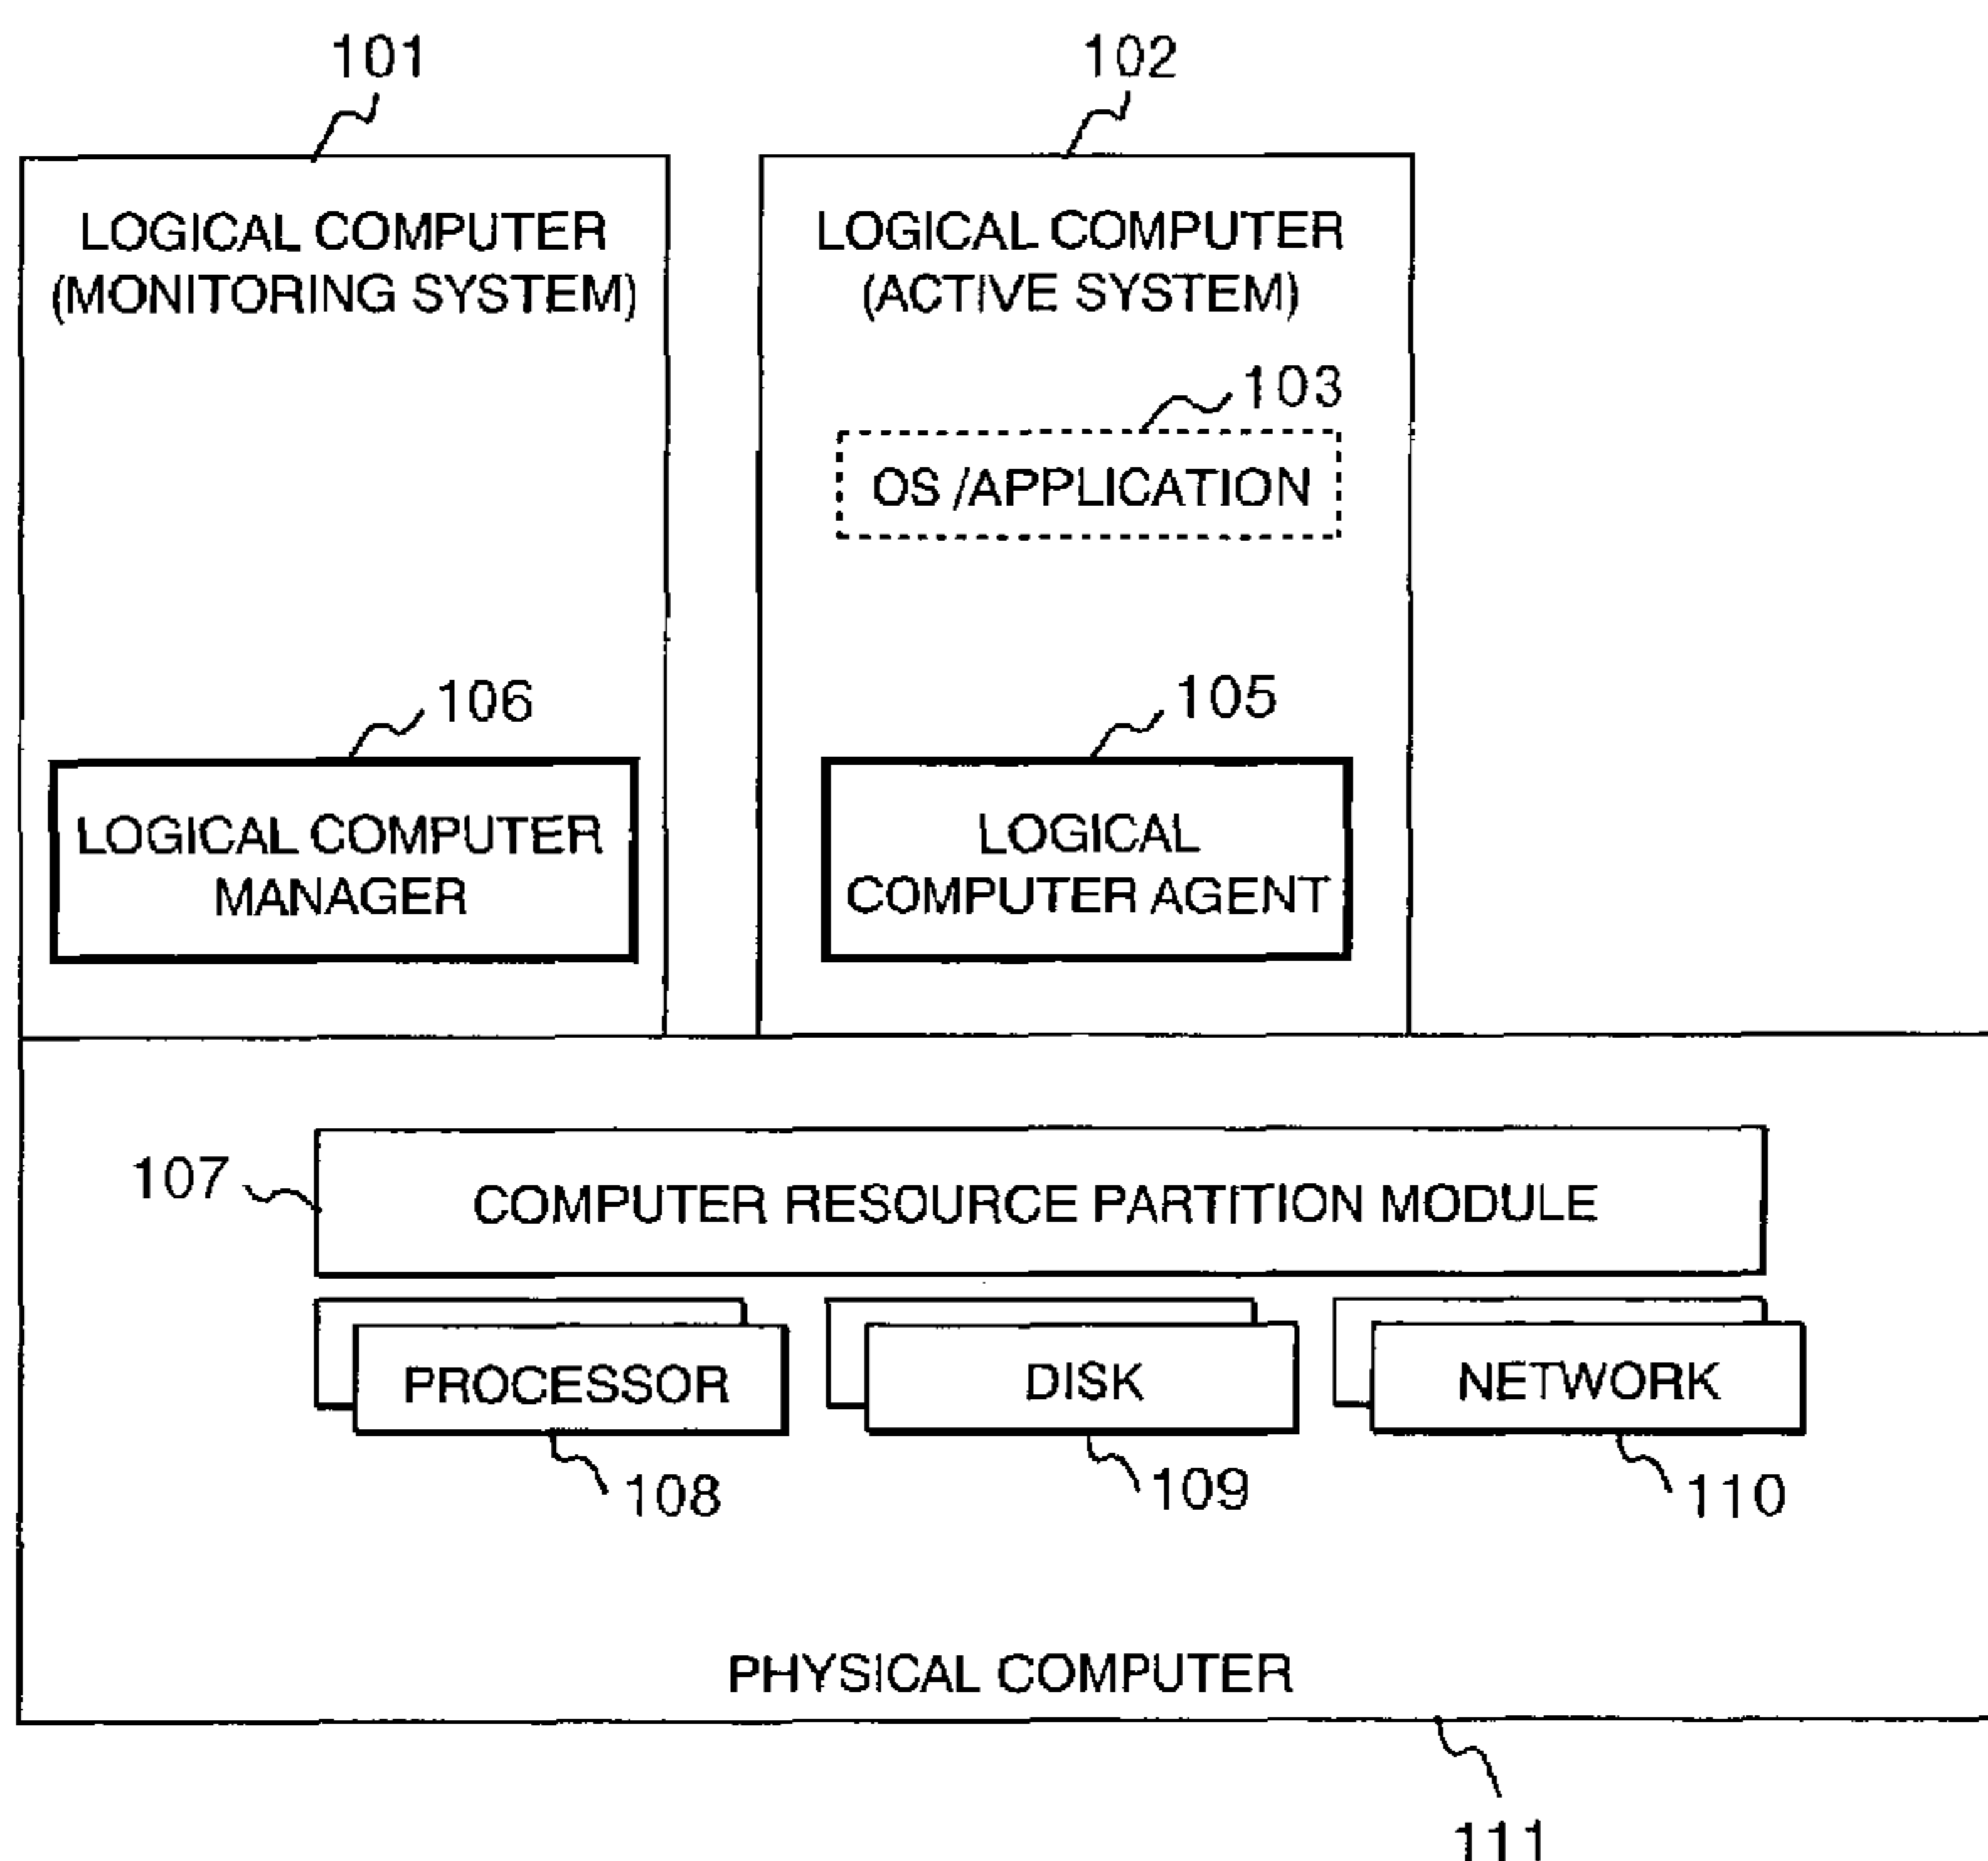 101
102
LOGICAL COMPUTER
(MONITORING SYSTEM)
LOGICAL COMPUTER
(ACTIVE SYSTEM)
103
OS /APPLICATION
106
105
LOGICAL COMPUTER
MANAGER
LOGICAL
COMPUTER AGENT
107
COMPUTER RESOURCE PARTITION MODULE
PROCESSOR
DISK
NETWORK
108
109
110
PHYSICAL COMPUTER
111